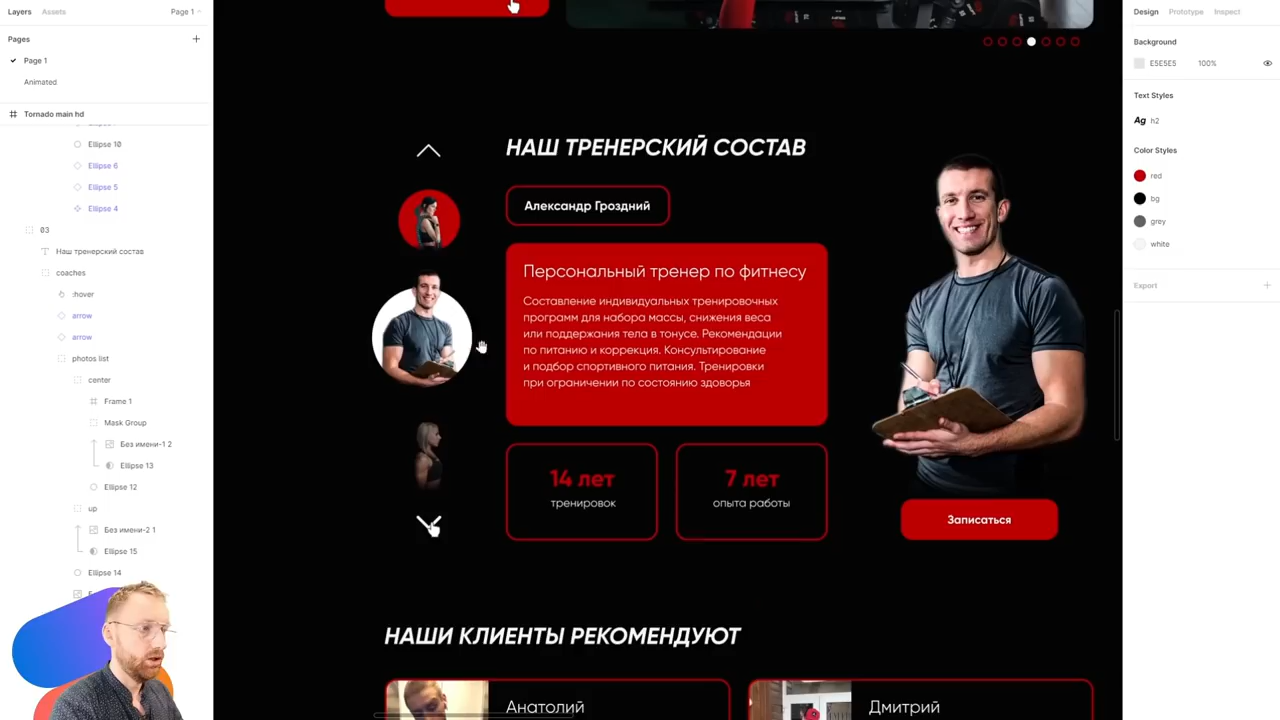 Layers
Assets
Page 1
Pages
Page 1
Animated
Tornado main hd
Ellipse 10
Ellipse 6
Ellipse 5
Ellipse 4
03
Наш тренерский состав
coaches
:hover
arrow
arrow
photos list
center
Frame 1
Mask Group
Без имени-1 2
Ellipse 13
Ellipse 12
up
Без имени-2 1
Ellipse 15
Ellipse 14
НАШ ТРЕНЕРСКИЙ СОСТАВ
Александр Гроздний
Персональный тренер по фитнесу
Составление индивидуальных тренировочных
программ для набора массы, снижения веса
или поддержания тела в тонусе. Рекомендации
по питанию и коррекция. Консультирование
и подбор спортивного питания. Тренировки
при ограничении по состоянию здоворья
14 лет
тренировок
7 лет
опыта работы
Записаться
НАШИ КЛИЕНТЫ РЕКОМЕНДУЮТ
Анатолий
Дмитрий
Design
Prototype
Inspect
Background
E5E5E5
100%
Text Styles
Ag h2
Color Styles
red
bg
grey
white
Export